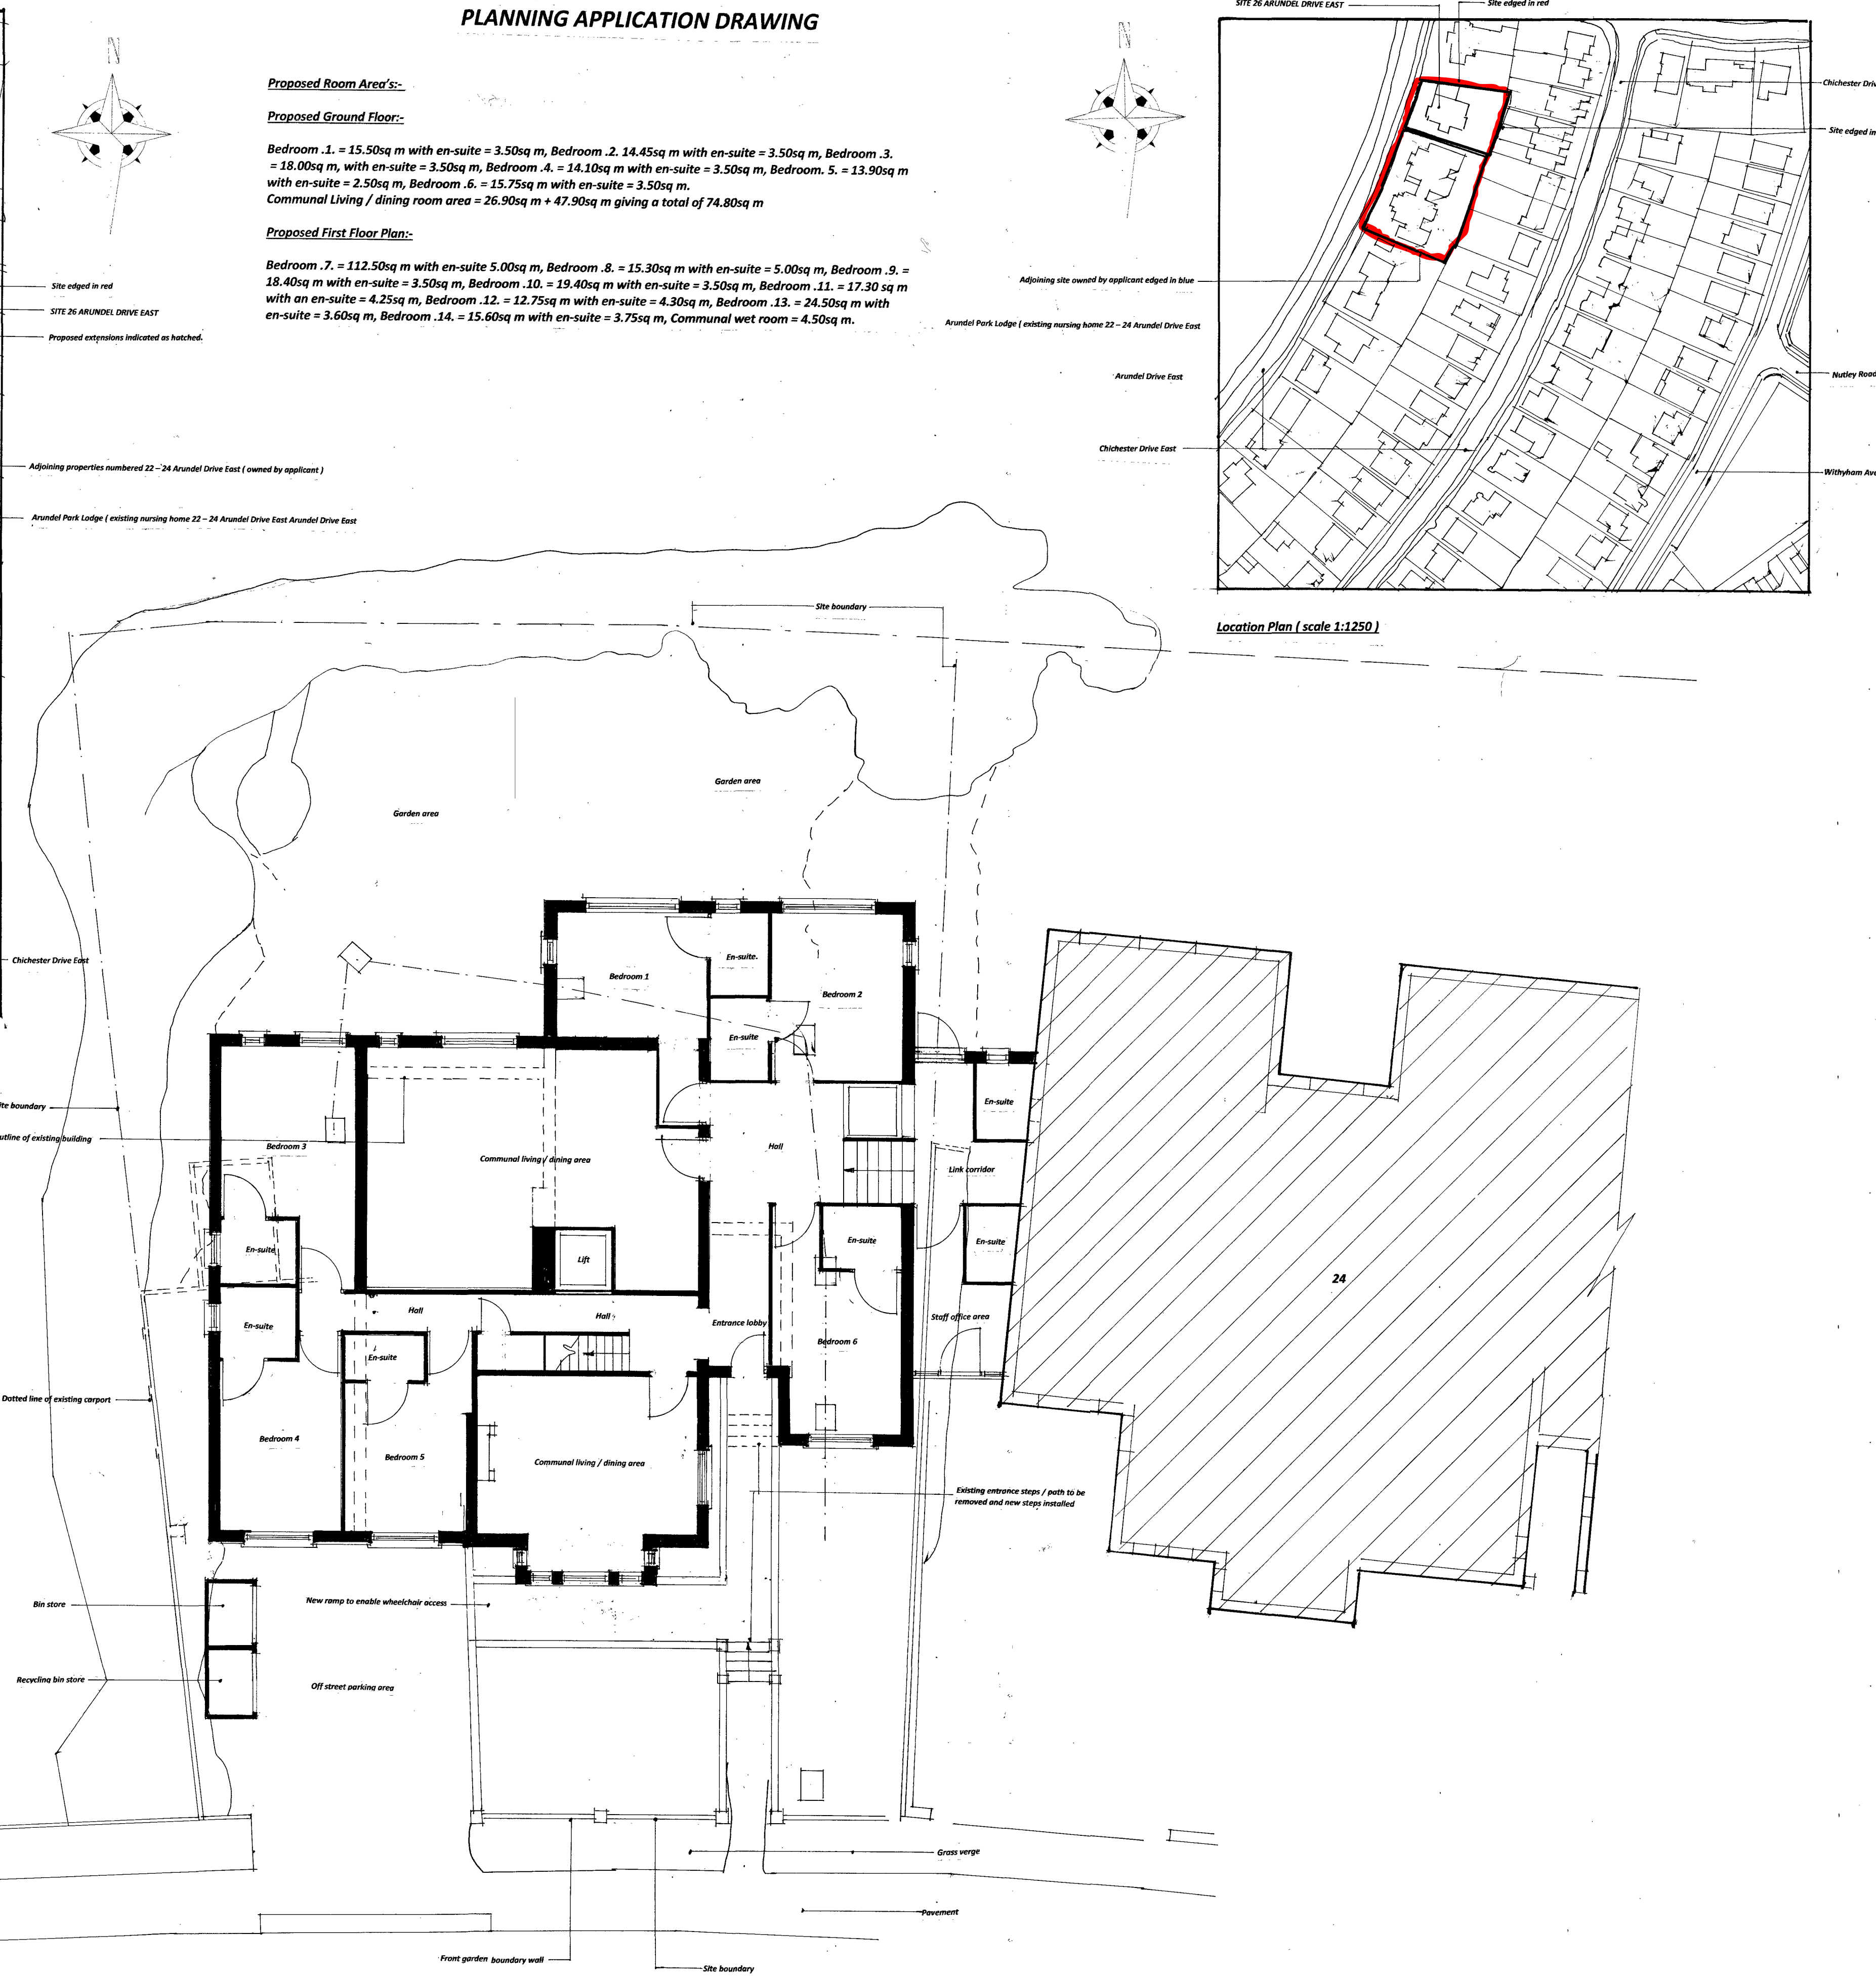 PLANNING APPLICATION DRAWING
SITE 26 ARUNDEL DRIVE EAST
Site edged in red
N
N
Proposed Room Area's:-
Proposed Ground Floor:-
Bedroom .1. = 15.50sq m with en-suite = 3.50sq m, Bedroom .2. 14.45sq m with en-suite = 3.50sq m, Bedroom .3.
= 18.00sq m, with en-suite = 3.50sq m, Bedroom .4. = 14.10sq m with en-suite = 3.50sq m, Bedroom. 5. = 13.90sq m
with en-suite = 2.50sq m, Bedroom .6. = 15.75sq m with en-suite = 3.50sq m.
Communal Living / dining room area = 26.90sq m + 47.90sq m giving a total of 74.80sq m
Proposed First Floor Plan:-
Bedroom .7. = 112.50sq m with en-suite 5.00sq m, Bedroom .8. = 15.30sq m with en-suite = 5.00sq m, Bedroom .9. =
18.40sq m with en-suite = 3.50sq m, Bedroom .10. = 19.40sq m with en-suite = 3.50sq m, Bedroom .11. = 17.30 sq m
with an en-suite = 4.25sq m, Bedroom .12. = 12.75sq m with en-suite = 4.30sq m, Bedroom .13. = 24.50sq m with
en-suite = 3.60sq m, Bedroom .14. = 15.60sq m with en-suite = 3.75sq m, Communal wet room = 4.50sq m.
Site edged in red
SITE 26 ARUNDEL DRIVE EAST
Proposed extensions indicated as hatched.
Adjoining properties numbered 22 – 24 Arundel Drive East ( owned by applicant )
Arundel Park Lodge ( existing nursing home 22 – 24 Arundel Drive East Arundel Drive East
Chichester Drive East
Chichester Driv
Site edged in
Adjoining site owned by applicant edged in blue
Arundel Park Lodge ( existing nursing home 22 – 24 Arundel Drive East
Arundel Drive East
Nutley Road
Chichester Drive East
Withyham Ave
Location Plan ( scale 1:1250 )
Site boundary
Garden area
Garden area
Bedroom 1
En-suite.
Bedroom 2
En-suite
En-suite
ite boundary
utline of existing building
Bedroom 3
Communal living / dining area
Hall
Link corridor
En-suite
Lift
En-suite
En-suite
24
Hall
Hall
En-suite
Entrance lobby
Staff office area
Bedroom 6
En-suite
Dotted line of existing carport
Bedroom 4
Bedroom 5
Communal living / dining area
Existing entrance steps / path to be
removed and new steps installed
Bin store
New ramp to enable wheelchair access
Recycling bin store
Off street parking area
Grass verge
Pavement
Front garden boundary wall
Site boundary